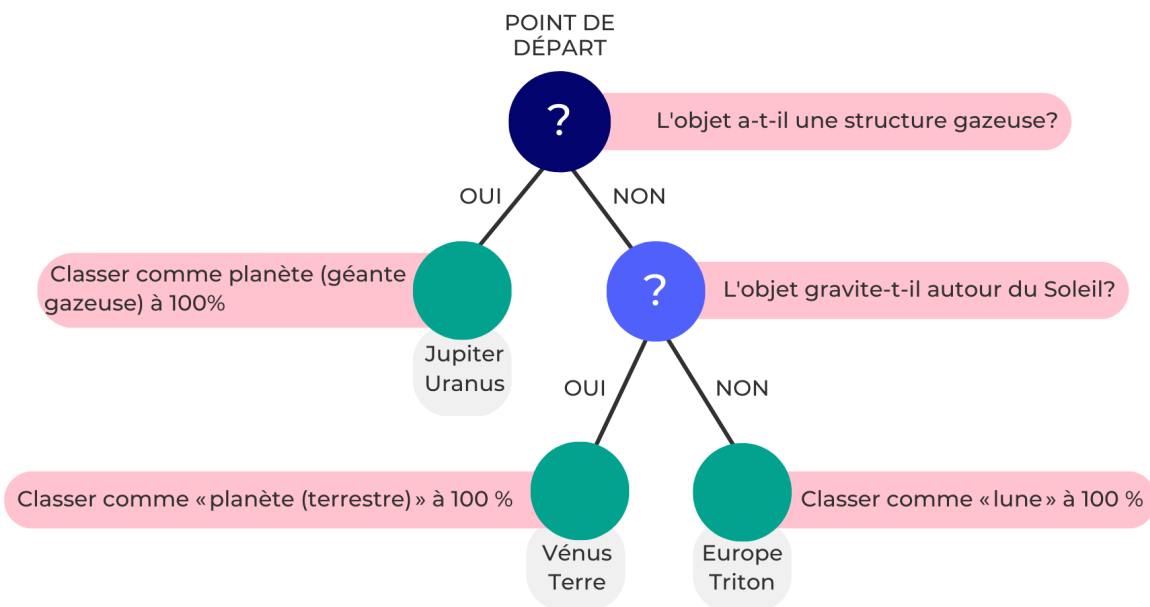 POINT DE
DÉPART
?
L'objet a-t-il une structure gazeuse?
OUI
NON
Classer comme planète (géante
gazeuse) à 100%
?
L'objet gravite-t-il autour du Soleil?
Jupiter
Uranus
OUI
NON
Classer comme «planète (terrestre)» à 100 %
Classer comme «lune» à 100 %
Vénus
Terre
Europe
Triton